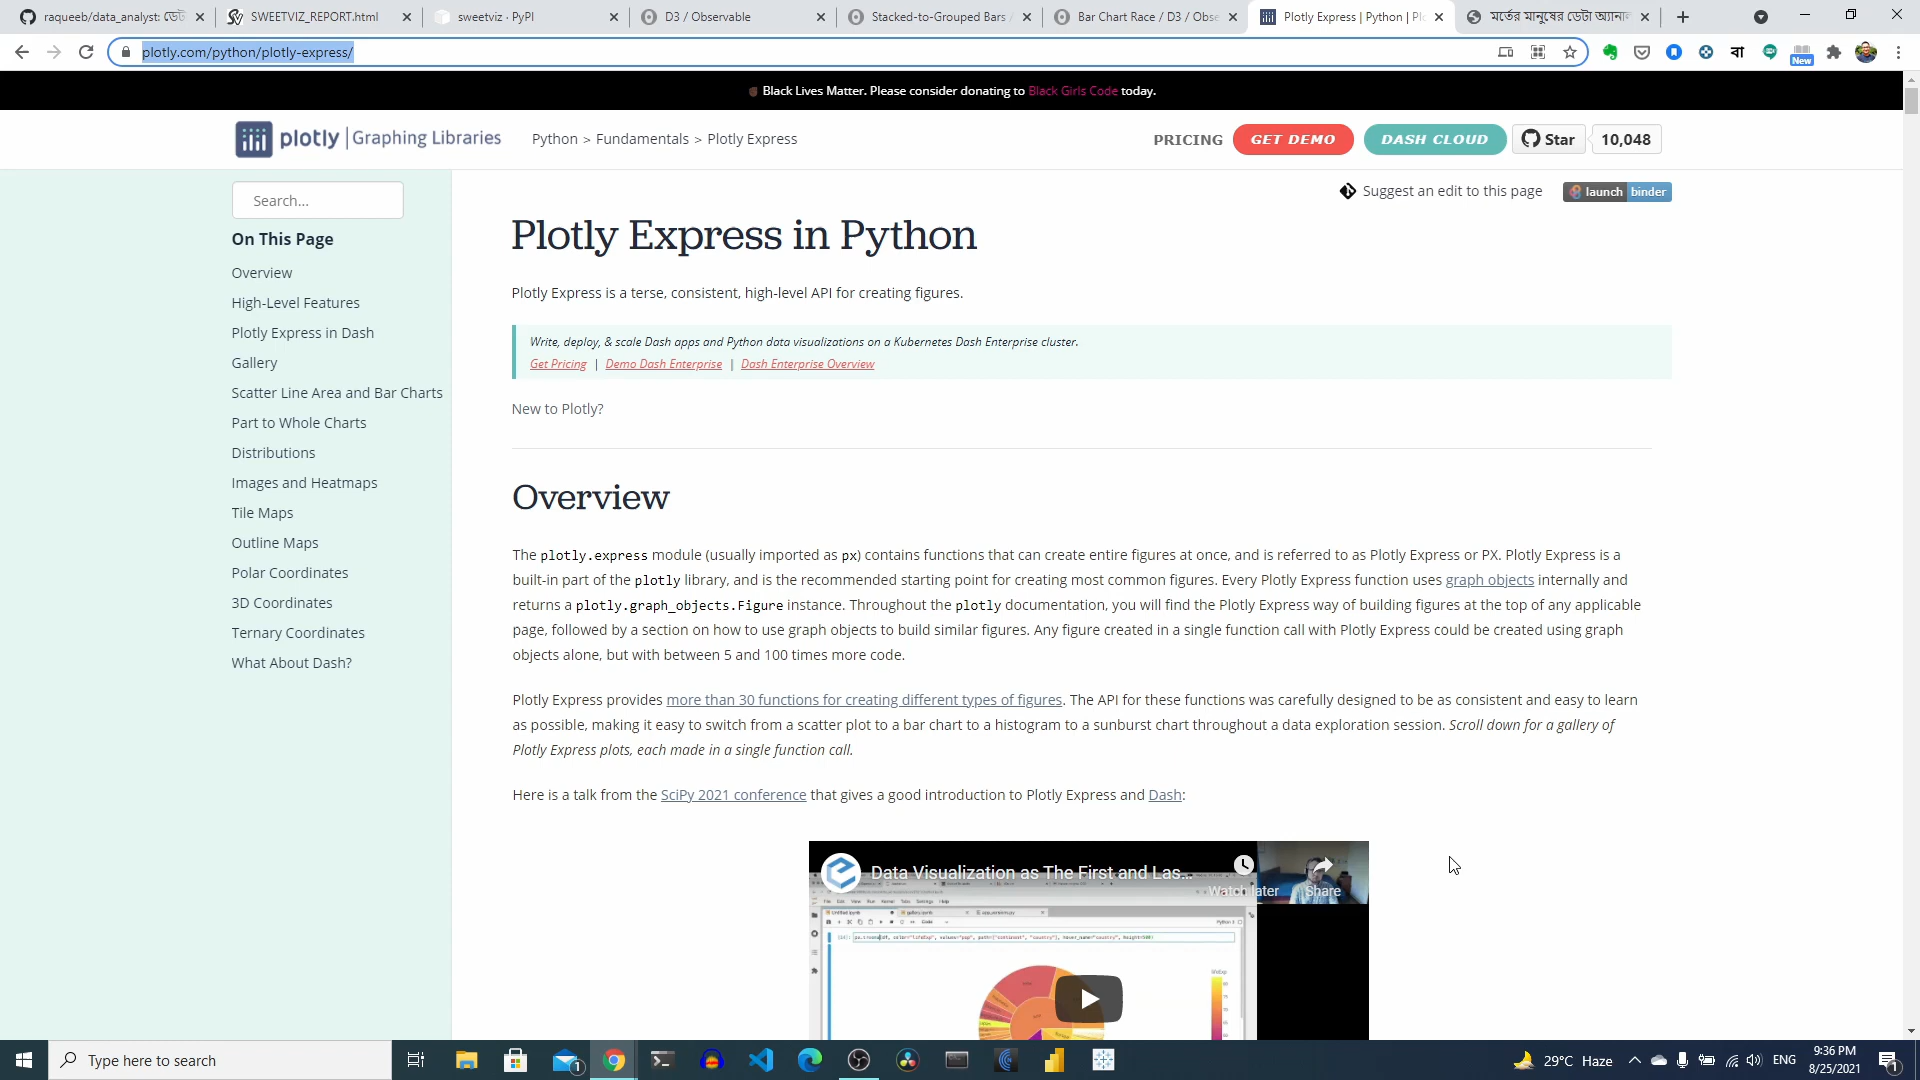 raqueeb/data_analyst: ডেট
SWEETVIZ_REPORT.html
sweetviz · PyPI
D3 / Observable
Stacked-to-Grouped Bars /
Bar Chart Race / D3 / Obse
Plotly Express | Python | Plo
মর্তের মানুষের ডেটা অ্যানাল
plotly.com/python/plotly-express/
বা
New
Black Lives Matter. Please consider donating to Black Girls Code today.
plotly | Graphing Libraries
Python > Fundamentals > Plotly Express
PRICING
GET DEMO
DASH CLOUD
Star
10,048
Search...
Suggest an edit to this page
launch binder
On This Page
Overview
High-Level Features
Plotly Express in Dash
Gallery
Scatter Line Area and Bar Charts
Part to Whole Charts
Distributions
Images and Heatmaps
Tile Maps
Outline Maps
Polar Coordinates
3D Coordinates
Ternary Coordinates
What About Dash?
Plotly Express in Python
Plotly Express is a terse, consistent, high-level API for creating figures.
Write, deploy, & scale Dash apps and Python data visualizations on a Kubernetes Dash Enterprise cluster.
Get Pricing | Demo Dash Enterprise | Dash Enterprise Overview
New to Plotly?
Overview
The plotly.express module (usually imported as px) contains functions that can create entire figures at once, and is referred to as Plotly Express or PX. Plotly Express is a
built-in part of the plotly library, and is the recommended starting point for creating most common figures. Every Plotly Express function uses graph objects internally and
returns a plotly.graph_objects.Figure instance. Throughout the plotly documentation, you will find the Plotly Express way of building figures at the top of any applicable
page, followed by a section on how to use graph objects to build similar figures. Any figure created in a single function call with Plotly Express could be created using graph
objects alone, but with between 5 and 100 times more code.
Plotly Express provides more than 30 functions for creating different types of figures. The API for these functions was carefully designed to be as consistent and easy to learn
as possible, making it easy to switch from a scatter plot to a bar chart to a histogram to a sunburst chart throughout a data exploration session. Scroll down for a gallery of
Plotly Express plots, each made in a single function call.
Here is a talk from the SciPy 2021 conference that gives a good introduction to Plotly Express and Dash:
Data Visualization as The First and Las...
Watch later
Share
Type here to search
1
29°C Haze
ENG
9:36 PM
8/25/2021
1